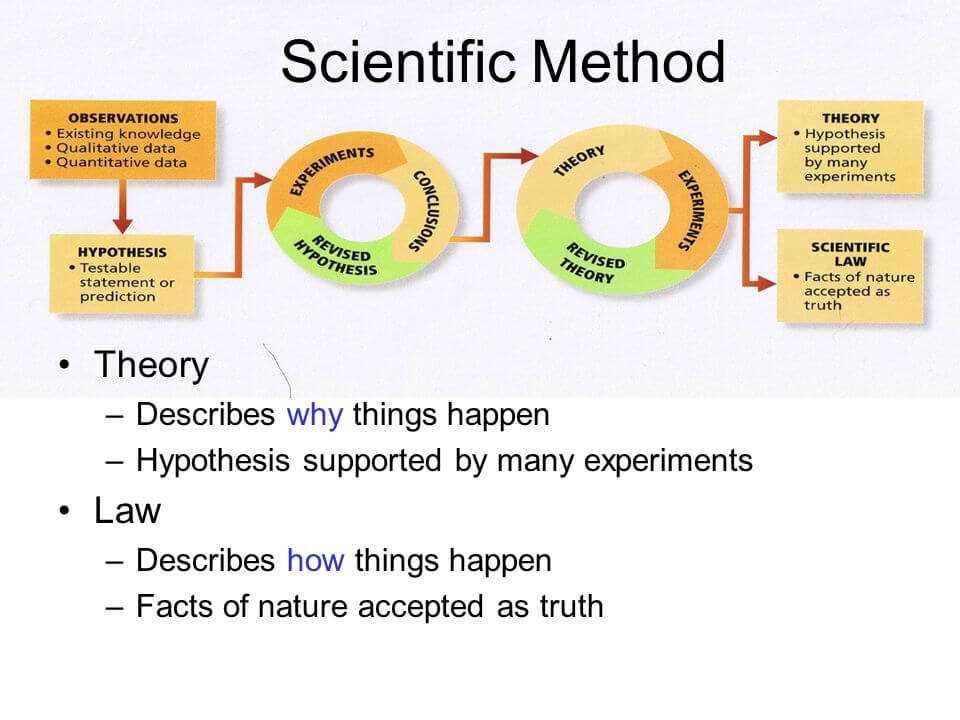 Scientific Method
OBSERVATIONS
• Existing knowledge
• Qualitative data
• Quantitative data
HYPOTHESIS
• Testable
statement or
prediction
EXPERIMENTS
CONCLUSIONS
REVISED
HYPOTHESIS
THEORY
EXPERIMENTS
REVISED
THEORY
THEORY
• Hypothesis
supported
by many
experiments
SCIENTIFIC
LAW
• Facts of nature
accepted as
truth
• Theory
– Describes why things happen
– Hypothesis supported by many experiments
• Law
– Describes how things happen
– Facts of nature accepted as truth